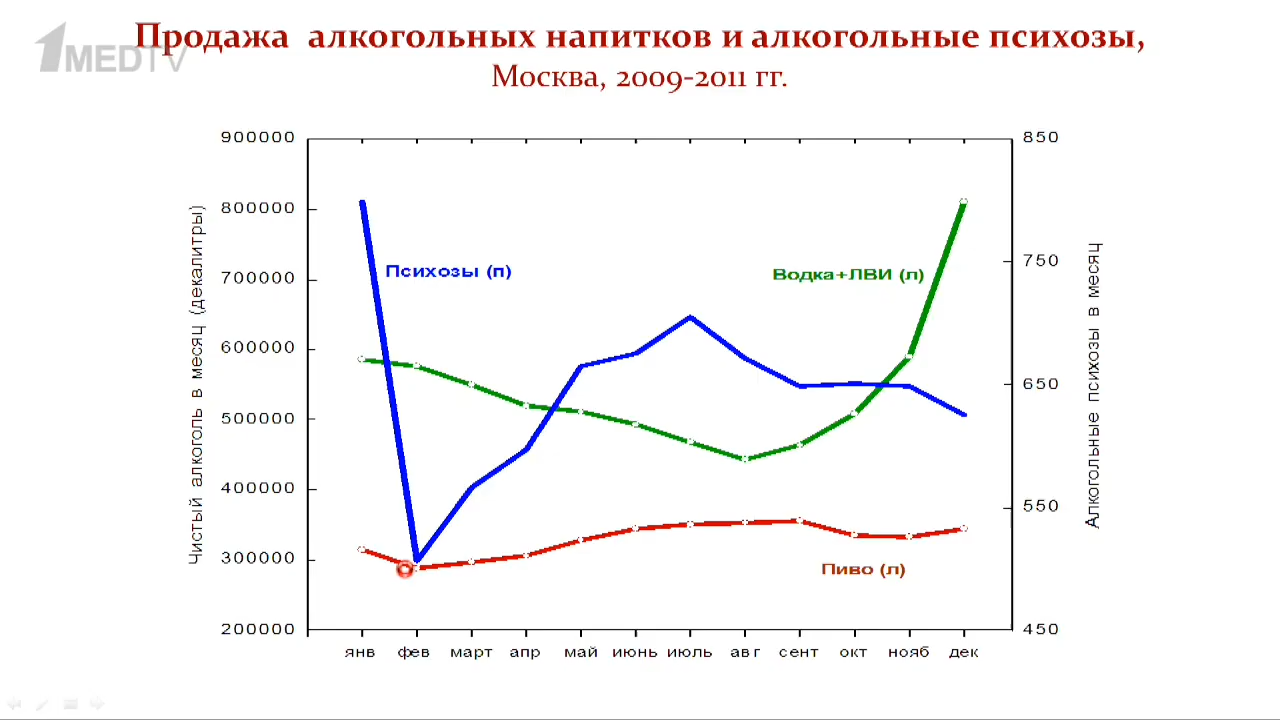 1MEDTV
Продажа алкогольных напитков и алкогольные психозы,
Москва, 2009-2011 гг.
900000
800000
700000
600000
500000
400000
300000
200000
Чистый алкоголь в месяц (декалитры)
Психозы (п)
Водка+ЛВИ (л)
Пиво (л)
850
750
650
550
450
Алкогольные психозы в месяц
янв фев март апр май июнь июль авг сент окт нояб дек